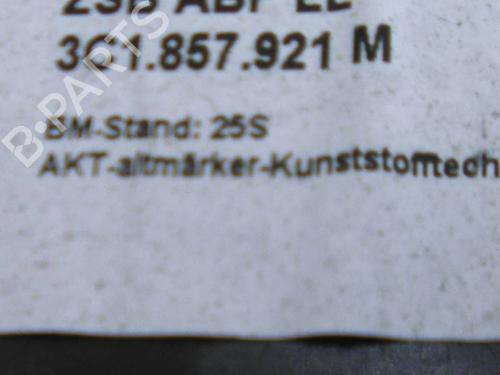 3C1.857.921 M
BM-Stand: 25S
AKT-altmärker-Kunststofftech
B-PARTS